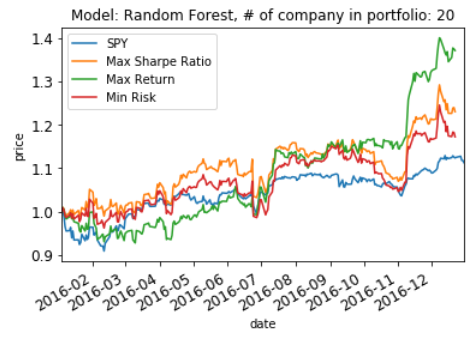 Model: Random Forest, # of company in portfolio: 20
SPY
Max Sharpe Ratio
Max Return
Min Risk
price
1.4
1.3
1.2
1.1
1.0
0.9
2016-02
2016-03
2016-04
2016-05
2016-06
2016-07
2016-08
2016-09
2016-10
2016-11
2016-12
date